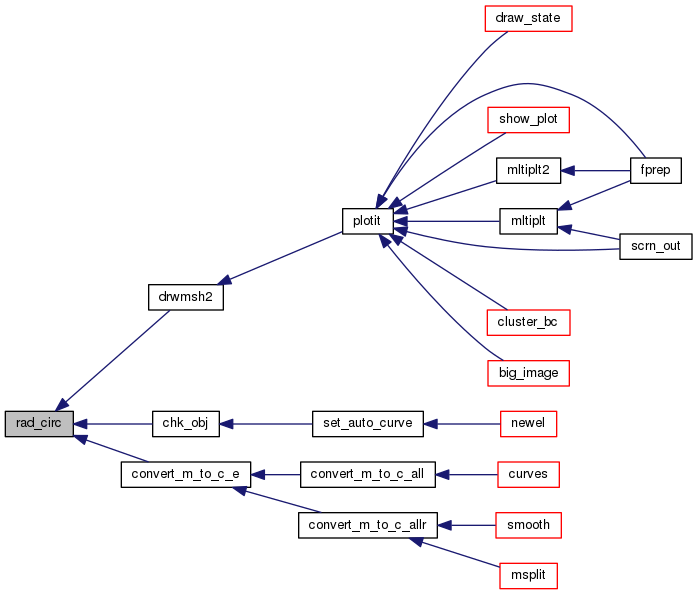 draw_state
show_plot
mltiplt2
fprep
plotit
mltiplt
scrn_out
drwmsh2
cluster_bc
big_image
rad_circ
chk_obj
set_auto_curve
newel
convert_m_to_c_e
convert_m_to_c_all
curves
convert_m_to_c_allr
smooth
msplit